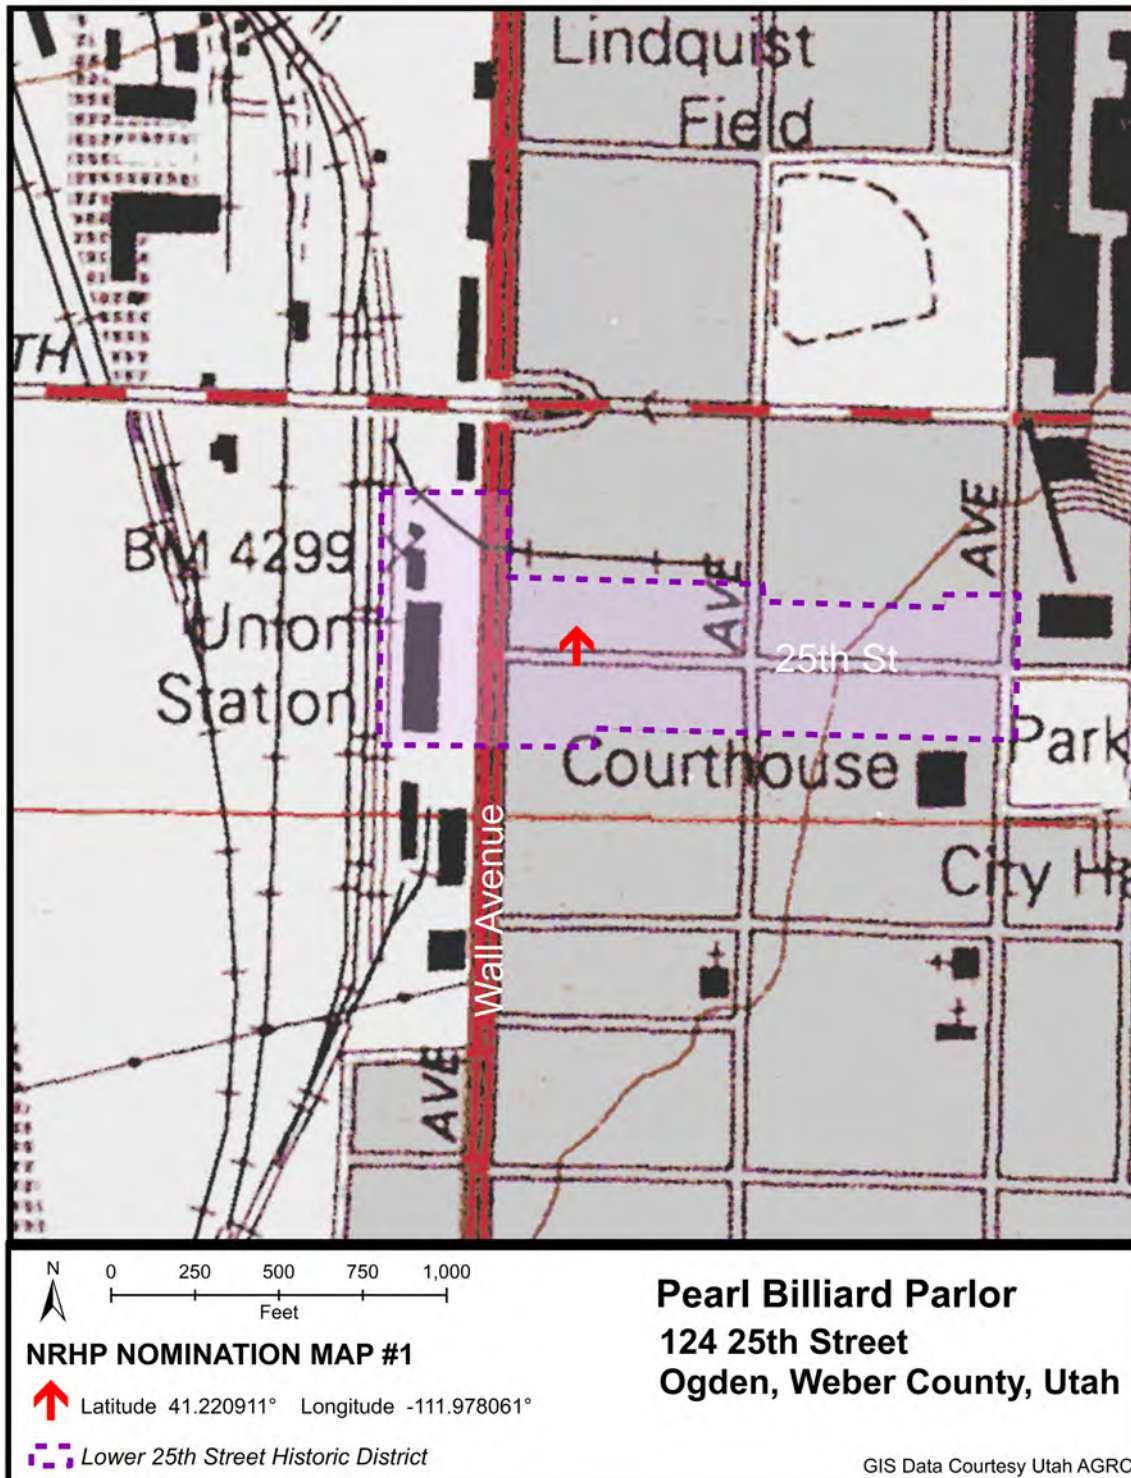 Lindquist
Field
TH
BM 4299
Union
Station
AVE
AVE
25th St
Courthouse
Park
City Ha
Wall Avenue
AVE
N
0 250 500 750 1,000
Feet
NRHP NOMINATION MAP #1
Latitude 41.220911° Longitude -111.978061°
Lower 25th Street Historic District
Pearl Billiard Parlor
124 25th Street
Ogden, Weber County, Utah
GIS Data Courtesy Utah AGRC